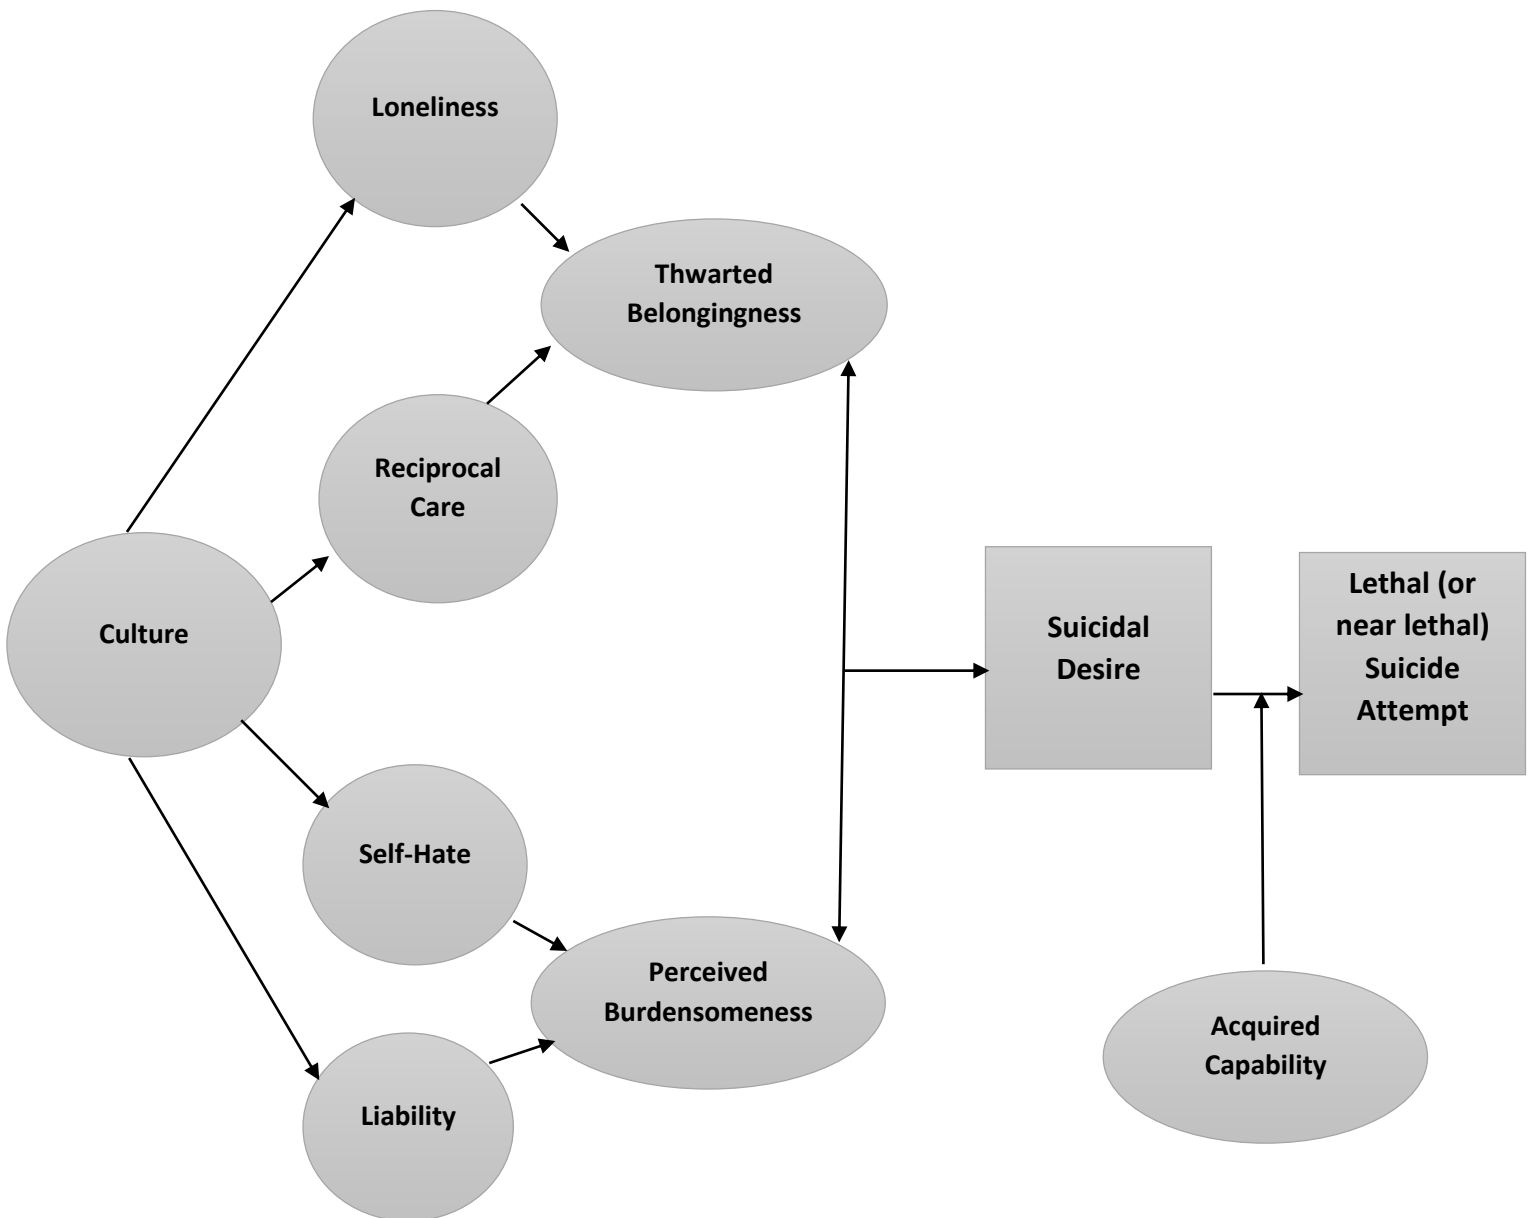 Loneliness
Thwarted
Belongingness
Reciprocal
Care
Culture
Suicidal
Desire
Lethal (or
near lethal)
Suicide
Attempt
Self-Hate
Perceived
Burdensomeness
Acquired
Capability
Liability